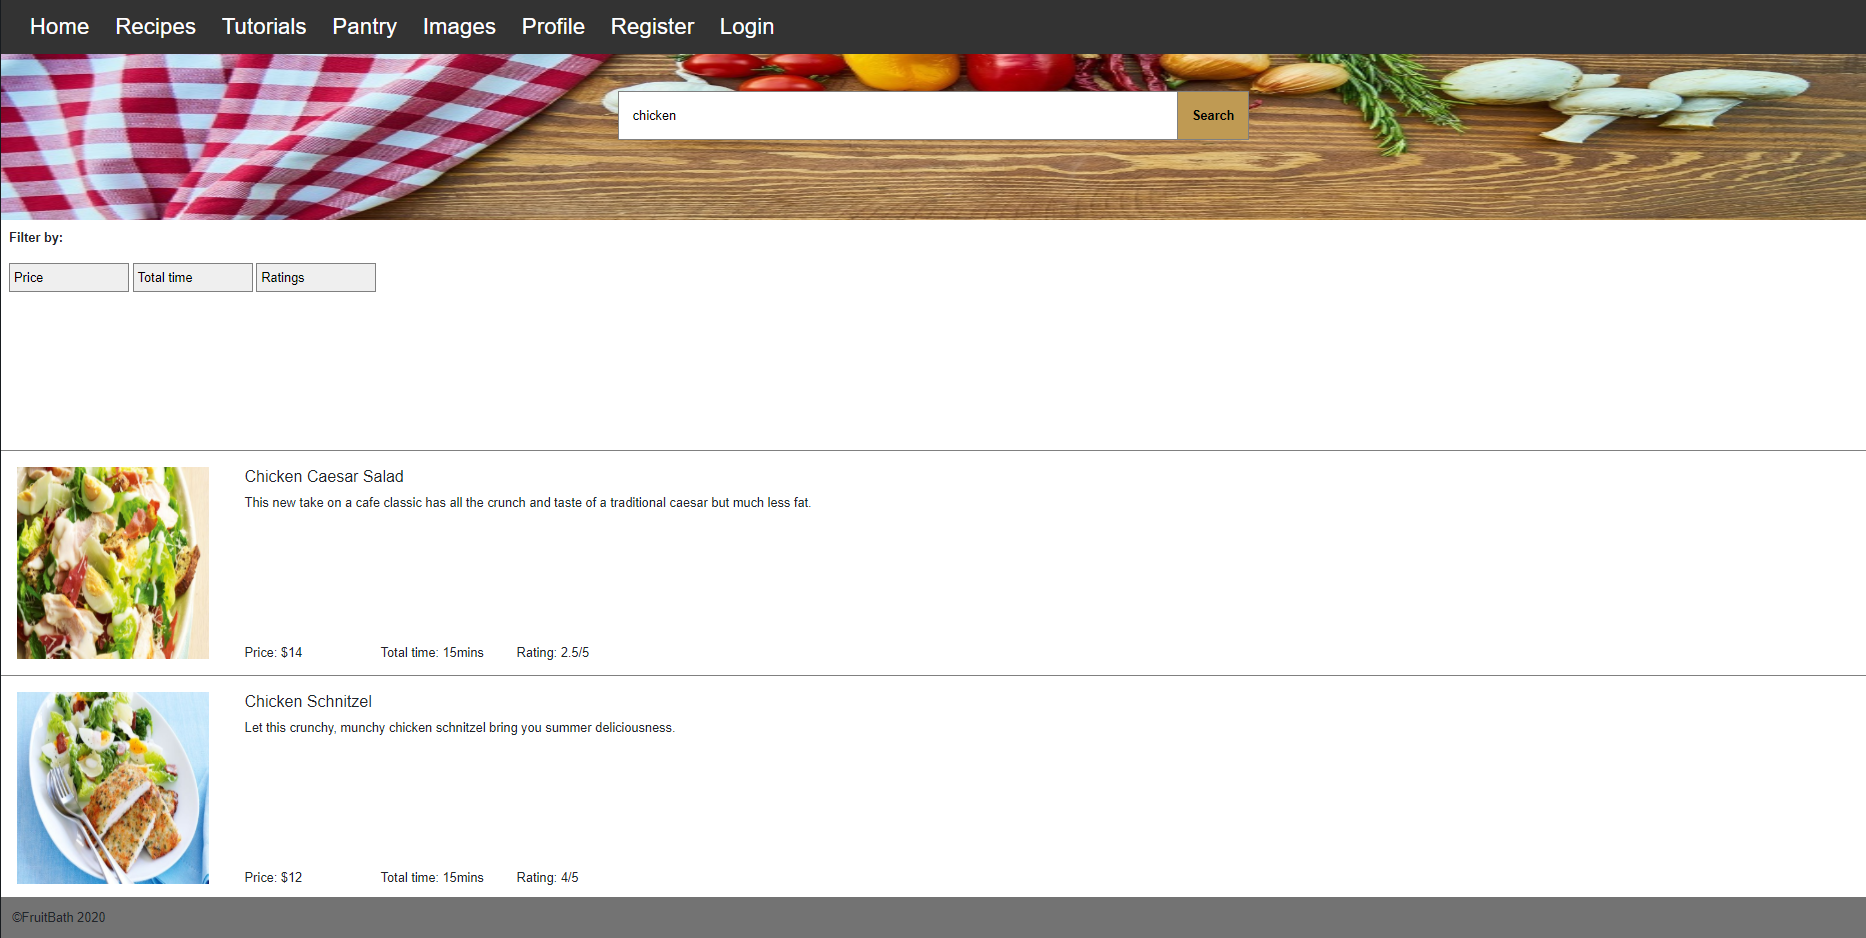 Home Recipes Tutorials Pantry Images Profile Register Login
chicken Search
Filter by:
Price Total time Ratings
Chicken Caesar Salad
This new take on a cafe classic has all the crunch and taste of a traditional caesar but much less fat.
Price: $14 Total time: 15mins Rating: 2.5/5
Chicken Schnitzel
Let this crunchy, munchy chicken schnitzel bring you summer deliciousness.
Price: $12 Total time: 15mins Rating: 4/5
©FruitBath 2020